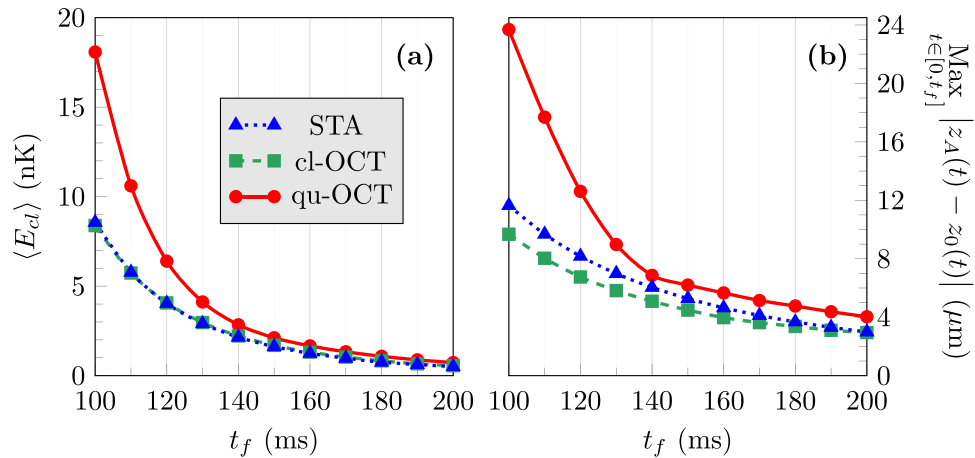 20
15
10
5
0
⟨E_cl⟩ (nK)
(a)
STA
cl-OCT
qu-OCT
100 120 140 160 180 200
t_f (ms)
(b)
24
20
16
12
8
4
0
Max |z_A(t) − z_0(t)| (μm)
t∈[0,t_f]
100 120 140 160 180 200
t_f (ms)